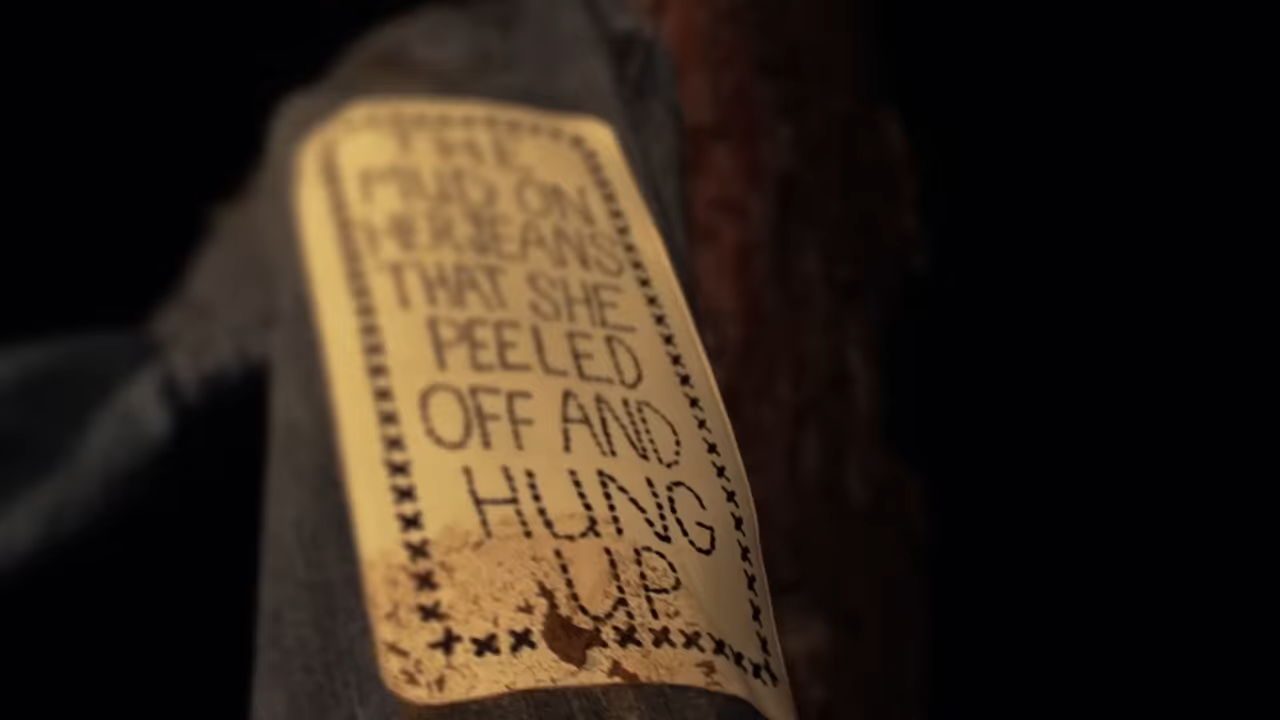 THE
MUD ON
HER JEANS
THAT SHE
PEELED
OFF AND
HUNG
UP